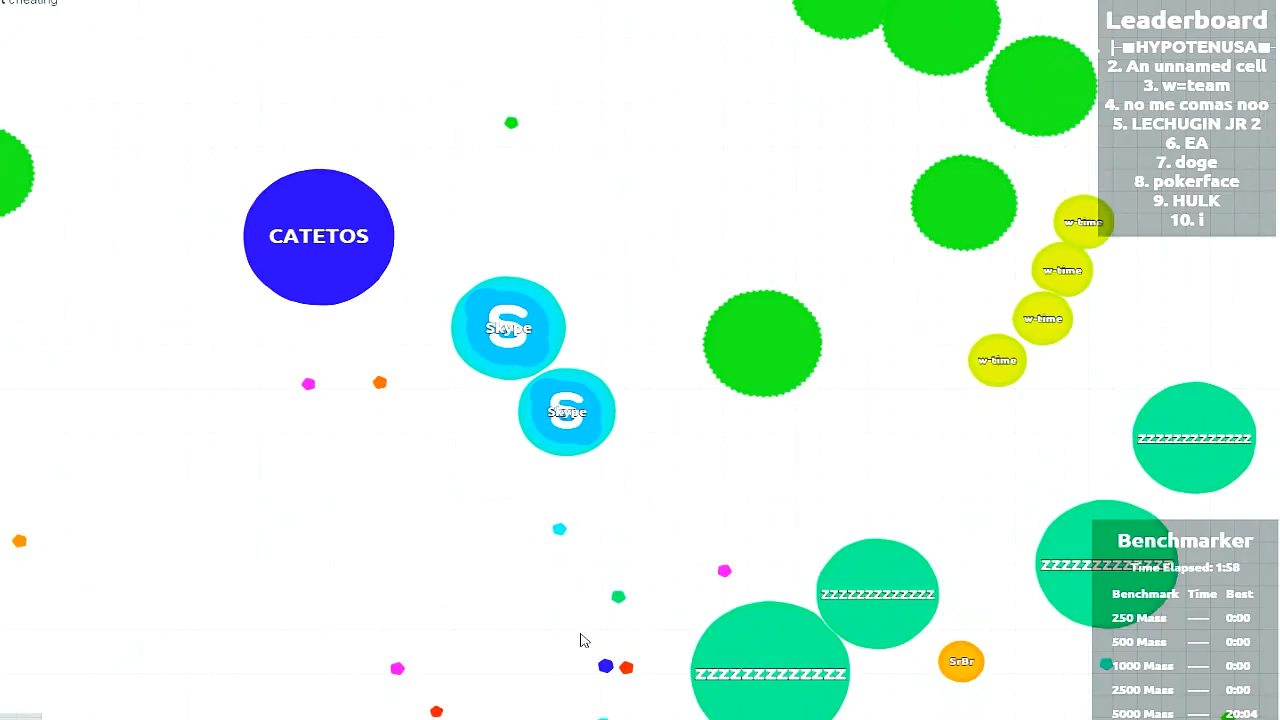 t cheating
Leaderboard
. ├■HYPOTENUSA■
2. An unnamed cell
3. w=team
4. no me comas noo
5. LECHUGIN JR 2
6. EA
7. doge
8. pokerface
9. HULK
10. i
CATETOS
w-time
w-time
S
Skype
w-time
w-time
S
Skype
zzzzzzzzzzzzz
Benchmarker
zzzzzzzzzzzzz
Time Elapsed: 1:58
zzzzzzzzzzzzz
Benchmark Time Best
250 Mass — 0:00
500 Mass — 0:00
SrBr
1000 Mass — 0:00
zzzzzzzzzzzzz
2500 Mass — 0:00
5000 Mass — 20:04